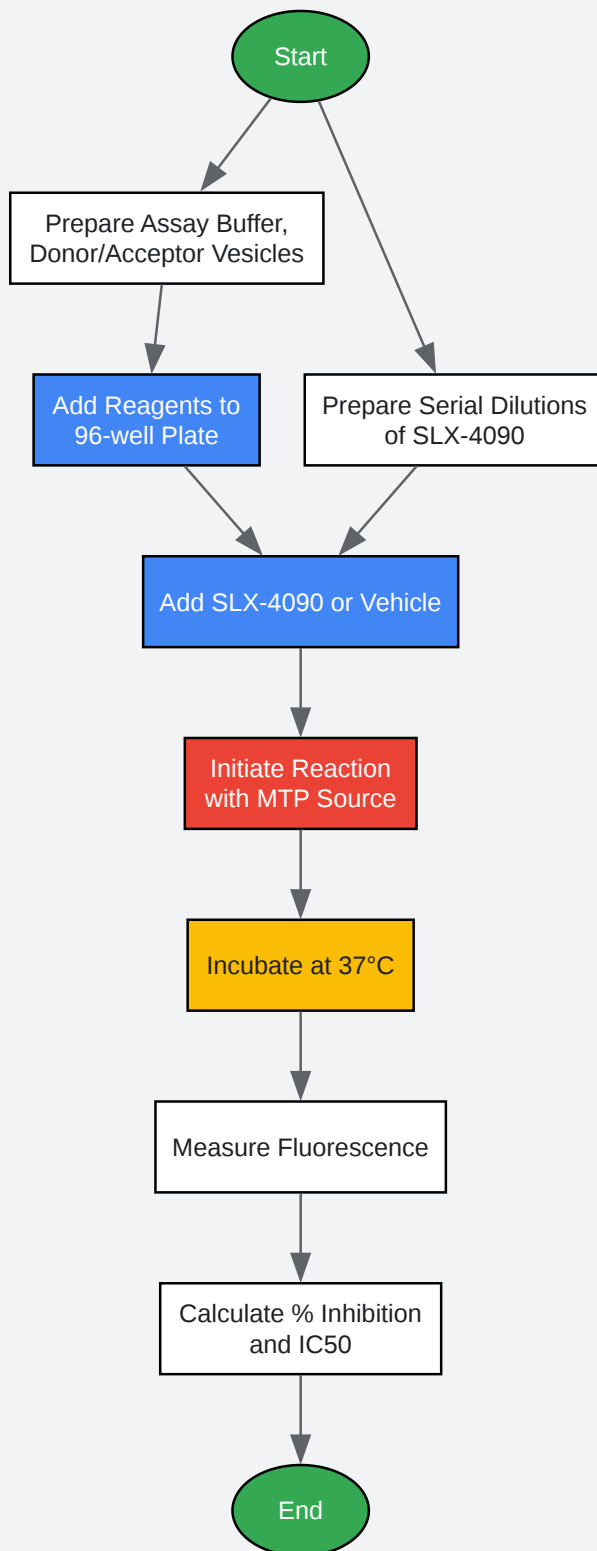 Start
Prepare Assay Buffer,
Donor/Acceptor Vesicles
Add Reagents to
96-well Plate
Prepare Serial Dilutions
of SLX-4090
Add SLX-4090 or Vehicle
Initiate Reaction
with MTP Source
Incubate at 37°C
Measure Fluorescence
Calculate % Inhibition
and IC50
End